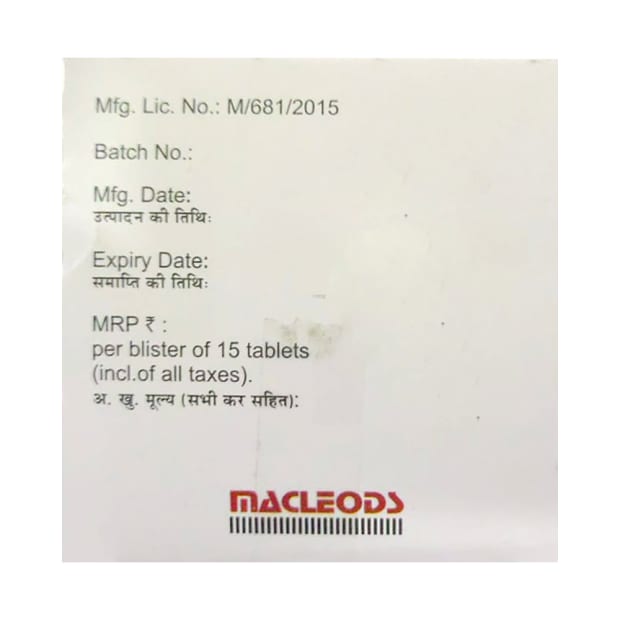 Mfg. Lic. No.: M/681/2015
Batch No.:
Mfg. Date:
उत्पादन की तिथि:
Expiry Date:
समाप्ति की तिथि:
MRP ₹ :
per blister of 15 tablets
(incl.of all taxes).
अ. खु. मूल्य (सभी कर सहित):
MACLEODS